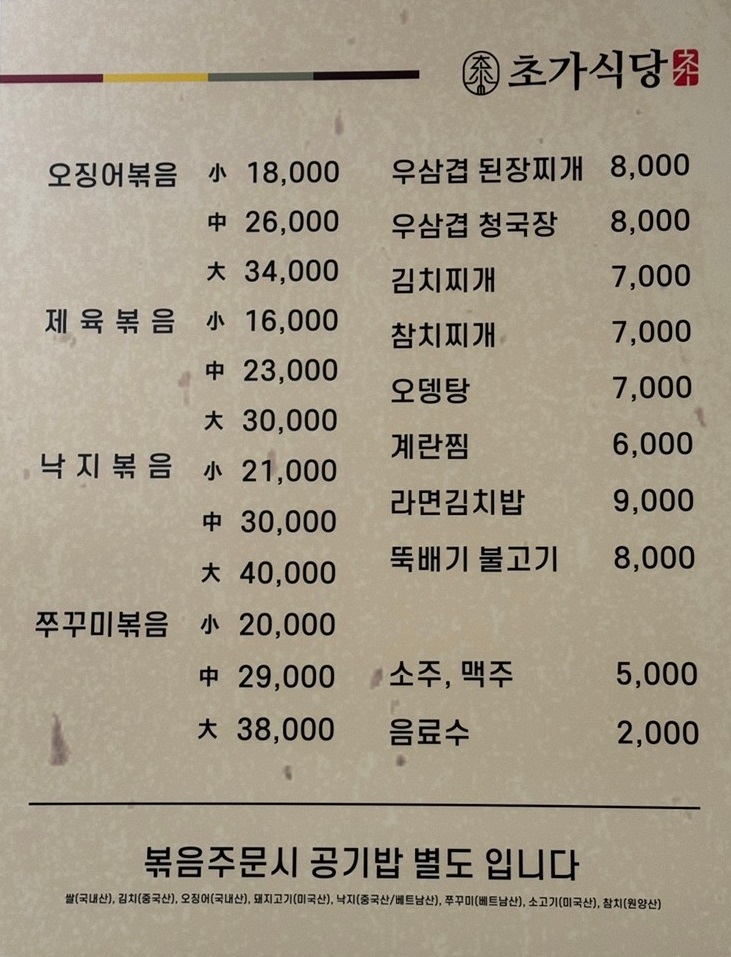 초가식당
오징어볶음 小 18,000
中 26,000
大 34,000
제육볶음 小 16,000
中 23,000
大 30,000
낙지볶음 小 21,000
中 30,000
大 40,000
쭈꾸미볶음 小 20,000
中 29,000
大 38,000
우삼겹 된장찌개 8,000
우삼겹 청국장 8,000
김치찌개 7,000
참치찌개 7,000
오뎅탕 7,000
계란찜 6,000
라면김치밥 9,000
뚝배기 불고기 8,000
소주, 맥주 5,000
음료수 2,000
볶음주문시 공기밥 별도 입니다
쌀(국내산), 김치(중국산), 오징어(국내산), 돼지고기(미국산), 낙지(중국산/베트남산), 쭈꾸미(베트남산), 소고기(미국산), 참치(원양산)